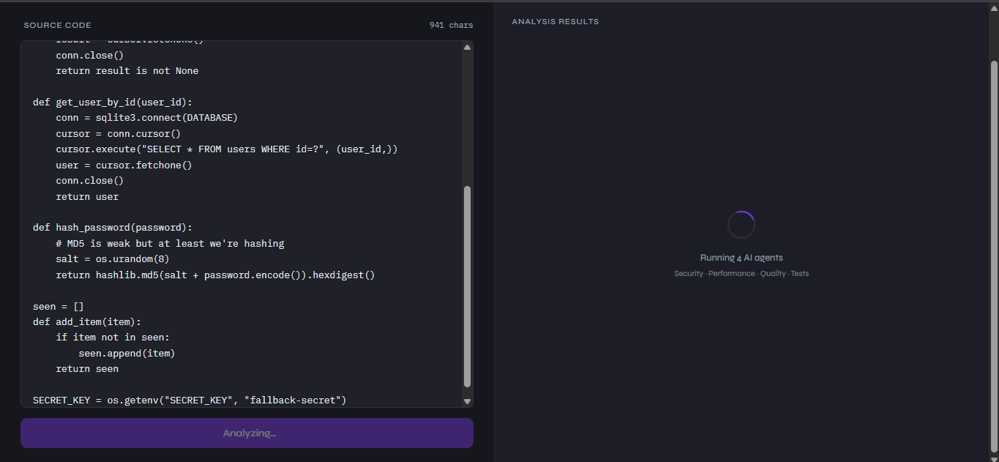 SOURCE CODE
941 chars
result = cursor.fetchone()
conn.close()
return result is not None
def get_user_by_id(user_id):
conn = sqlite3.connect(DATABASE)
cursor = conn.cursor()
cursor.execute("SELECT * FROM users WHERE id=?", (user_id,))
user = cursor.fetchone()
conn.close()
return user
def hash_password(password):
# MD5 is weak but at least we're hashing
salt = os.urandom(8)
return hashlib.md5(salt + password.encode()).hexdigest()
seen = []
def add_item(item):
if item not in seen:
seen.append(item)
return seen
SECRET_KEY = os.getenv("SECRET_KEY", "fallback-secret")
Analyzing...
ANALYSIS RESULTS
Running 4 AI agents
Security · Performance · Quality · Tests